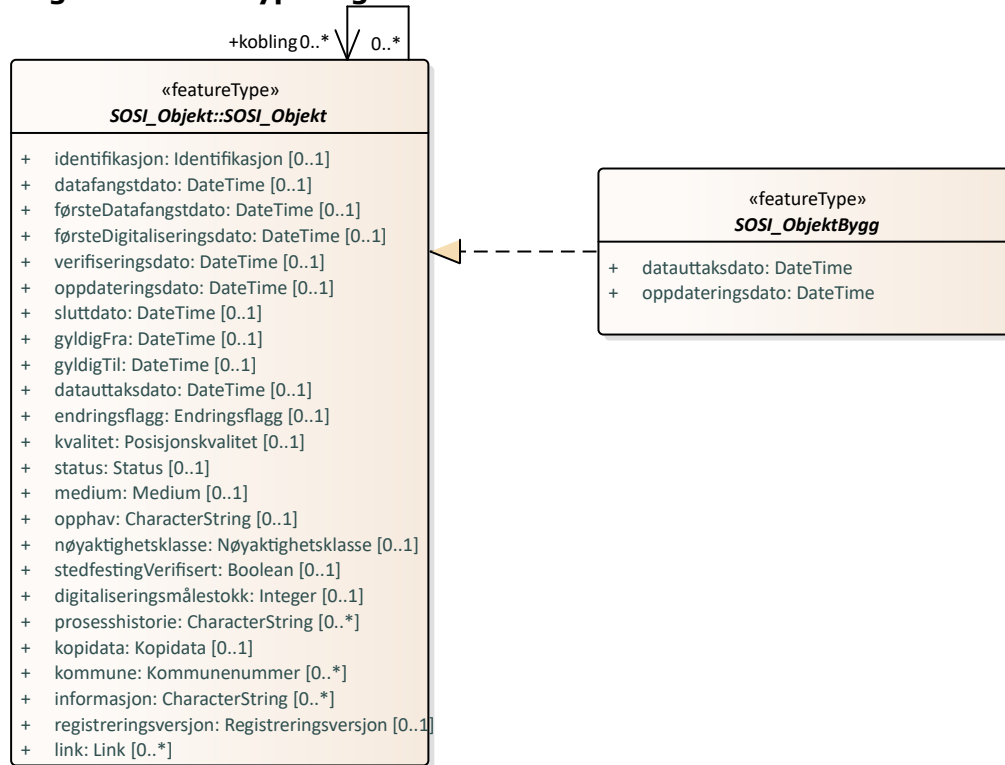 +kobling 0..*
0..*
«featureType»
SOSI_Objekt::SOSI_Objekt
+ identifikasjon: Identifikasjon [0..1]
+ datafangstdato: DateTime [0..1]
+ førsteDatafangstdato: DateTime [0..1]
+ førsteDigitaliseringsdato: DateTime [0..1]
+ verifiseringsdato: DateTime [0..1]
+ oppdateringsdato: DateTime [0..1]
+ sluttdato: DateTime [0..1]
+ gyldigFra: DateTime [0..1]
+ gyldigTil: DateTime [0..1]
+ datauttaksdato: DateTime [0..1]
+ endringsflagg: Endringsflagg [0..1]
+ kvalitet: Posisjonskvalitet [0..1]
+ status: Status [0..1]
+ medium: Medium [0..1]
+ opphav: CharacterString [0..1]
+ nøyaktighetsklasse: Nøyaktighetsklasse [0..1]
+ stedfestingVerifisert: Boolean [0..1]
+ digitaliseringsmålestokk: Integer [0..1]
+ prosesshistorie: CharacterString [0..*]
+ kopidata: Kopidata [0..1]
+ kommune: Kommunenummer [0..*]
+ informasjon: CharacterString [0..*]
+ registreringsversjon: Registreringsversjon [0..1]
+ link: Link [0..*]
«featureType»
SOSI_ObjektBygg
+ datauttaksdato: DateTime
+ oppdateringsdato: DateTime